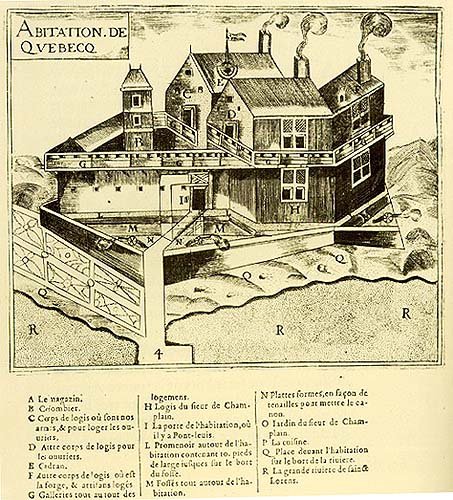 ABITATION. DE
QVEBECQ
C
E
D
F
G
G
I
H
L
M
M
N
N
N
O
P
Q
Q
Q
Q
R
R
R
4
A Le magazin.
B Colombier.
C Corps de logis où sont nos
armes, & pour loger les ou-
uriers.
D Autre corps de logis pour
les ouuriers.
E Cadran.
F Autre corps de logis où est
la forge, & artisans logés
G Galleries tout autour des
logemens.
H Logis du sieur de Cham-
plain.
I La porte de l'habitation, où
il y a Pont-leuis.
L Promenoir autour de l'ha-
bitation contenant 10. pieds
de large iusques sur le bort
du fossé.
M Fossés tout autour de l'ha-
bitation.
N Plattes formes, en façon de
tenailles pour mettre le ca-
non.
O Iardin du sieur de Cham-
plain.
P La cuisine.
Q Place deuant l'habitation
sur le bort de la riuiere.
R La grande riuiere de sainct
Lorens.